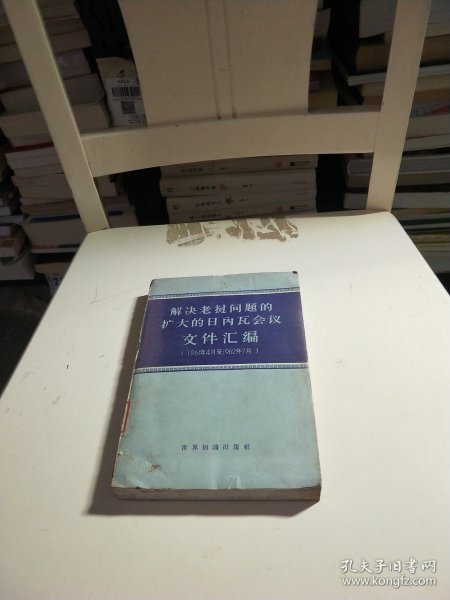 解决老挝问题的
扩大的日内瓦会议
文件汇编
(1961年4月至1962年7月)
世界知識出版社
孔夫子旧书网
www.kongfz.com